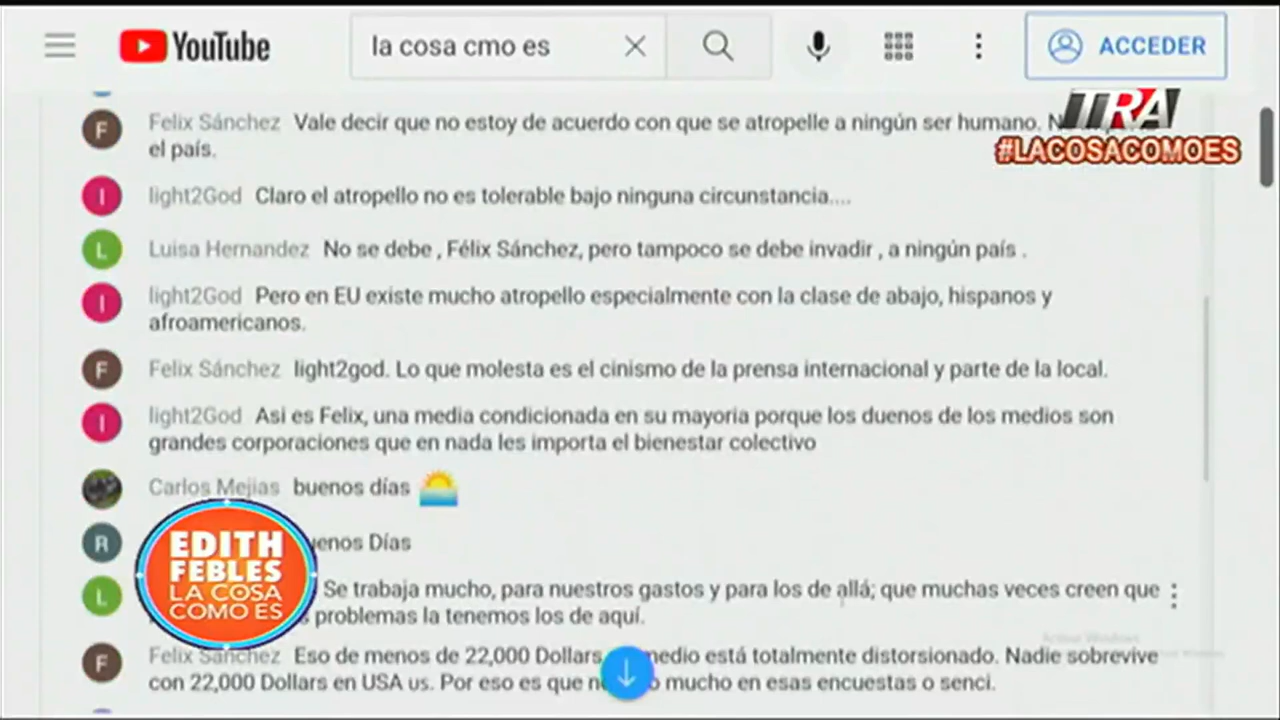 YouTube
la cosa cmo es
ACCEDER
TRA
#LACOSACOMOES
F
Felix Sánchez Vale decir que no estoy de acuerdo con que se atropelle a ningún ser humano.
el país.
l
light2God Claro el atropello no es tolerable bajo ninguna circunstancia....
L
Luisa Hernandez No se debe , Félix Sánchez, pero tampoco se debe invadir , a ningún país .
l
light2God Pero en EU existe mucho atropello especialmente con la clase de abajo, hispanos y
afroamericanos.
F
Felix Sánchez light2god. Lo que molesta es el cinismo de la prensa internacional y parte de la local.
l
light2God Asi es Felix, una media condicionada en su mayoria porque los duenos de los medios son
grandes corporaciones que en nada les importa el bienestar colectivo
Carlos Mejias buenos días
R
Días
L
Se trabaja mucho, para nuestros gastos y para los de allá; que muchas veces creen que
problemas la tenemos los de aquí.
EDITH
FEBLES
LA COSA
COMO ES
F
Felix Sanchez Eso de menos de 22,000 Dollars está totalmente distorsionado. Nadie sobrevive
con 22,000 Dollars en USA us. Por eso es que mucho en esas encuestas o senci.
Activar Windows